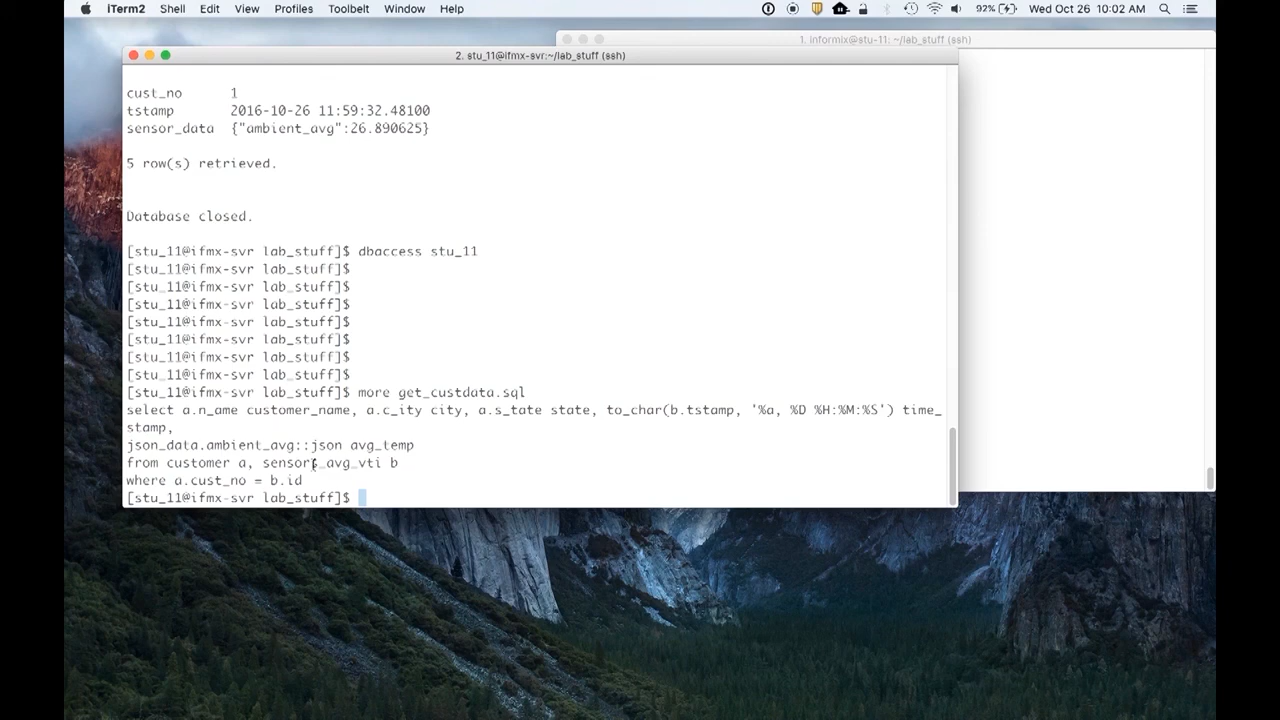 iTerm2 Shell Edit View Profiles Toolbelt Window Help 92% Wed Oct 26 10:02 AM
1. informix@stu-11: ~/lab_stuff (ssh)
2. stu_11@ifmx-svr:~/lab_stuff (ssh)
cust_no 1
tstamp 2016-10-26 11:59:32.48100
sensor_data {"ambient_avg":26.890625}
5 row(s) retrieved.
Database closed.
[stu_11@ifmx-svr lab_stuff]$ dbaccess stu_11
[stu_11@ifmx-svr lab_stuff]$
[stu_11@ifmx-svr lab_stuff]$
[stu_11@ifmx-svr lab_stuff]$
[stu_11@ifmx-svr lab_stuff]$
[stu_11@ifmx-svr lab_stuff]$
[stu_11@ifmx-svr lab_stuff]$
[stu_11@ifmx-svr lab_stuff]$
[stu_11@ifmx-svr lab_stuff]$ more get_custdata.sql
select a.n_ame customer_name, a.c_ity city, a.s_tate state, to_char(b.tstamp, '%a, %D %H:%M:%S') time_
stamp,
json_data.ambient_avg::json avg_temp
from customer a, sensors_avg_vti b
where a.cust_no = b.id
[stu_11@ifmx-svr lab_stuff]$